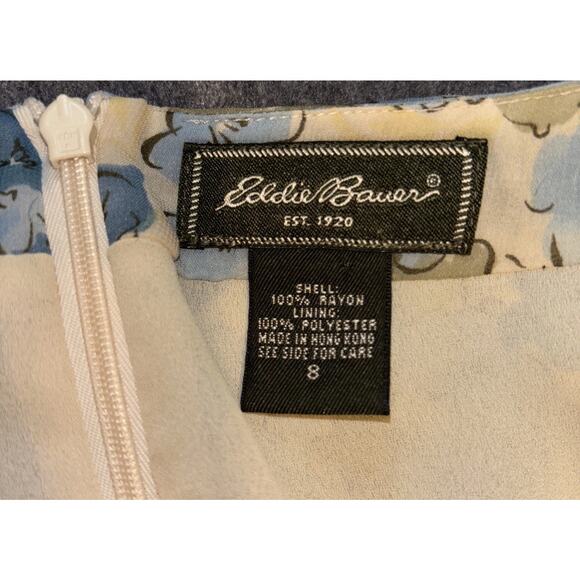 Eddie Bauer®
EST. 1920
SHELL:
100% RAYON
LINING:
100% POLYESTER
MADE IN HONG KONG
SEE SIDE FOR CARE
8